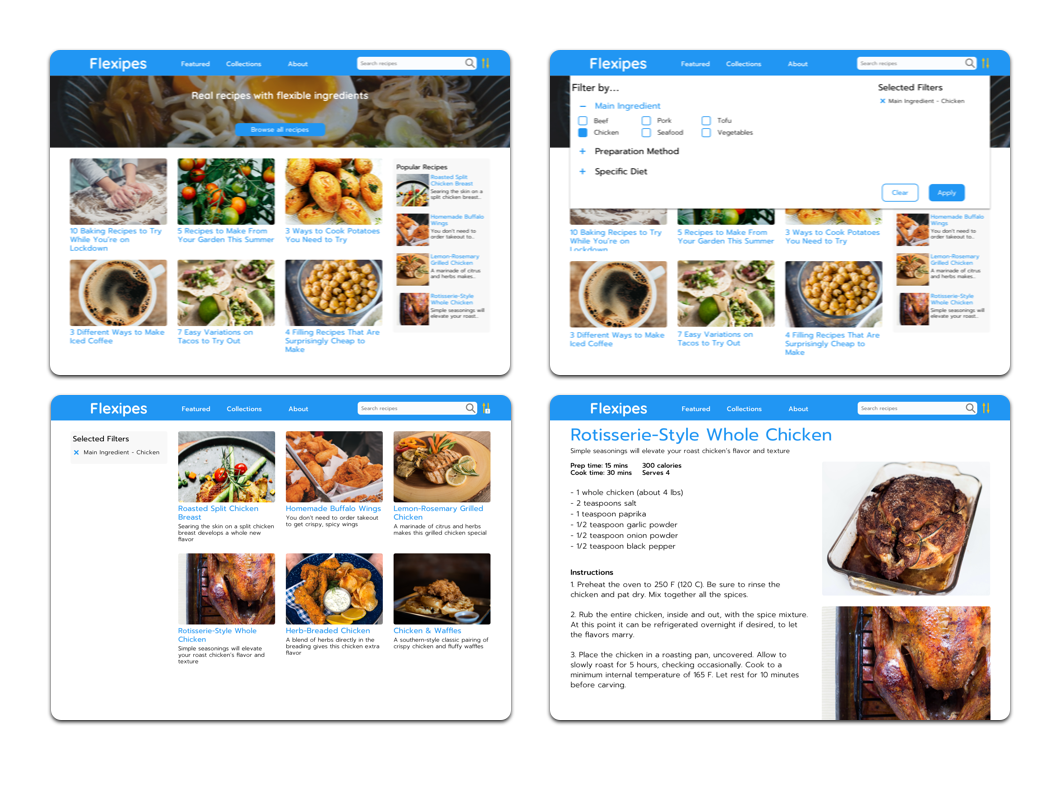 Flexipes
Featured
Collections
About
Search recipes
Real recipes with flexible ingredients
Browse all recipes
10 Baking Recipes to Try
While You're on
Lockdown
5 Recipes to Make From
Your Garden This Summer
3 Ways to Cook Potatoes
You Need to Try
3 Different Ways to Make
Iced Coffee
7 Easy Variations on
Tacos to Try Out
4 Filling Recipes That Are
Surprisingly Cheap to
Make
Popular Recipes
Roasted Split
Chicken Breast
Searing the skin on a
split chicken breast...
Homemade Buffalo
Wings
You don't need to
order takeout to...
Lemon-Rosemary
Grilled Chicken
A marinade of citrus
and herbs makes...
Rotisserie-Style
Whole Chicken
Simple seasonings will
elevate your roast...
Flexipes
Featured
Collections
About
Search recipes
Filter by...
Main Ingredient
Beef
Pork
Tofu
Chicken
Seafood
Vegetables
Preparation Method
Specific Diet
Selected Filters
Main Ingredient - Chicken
Clear
Apply
10 Baking Recipes to Try
While You're on
Lockdown
5 Recipes to Make From
Your Garden This Summer
3 Ways to Cook Potatoes
You Need to Try
3 Different Ways to Make
Iced Coffee
7 Easy Variations on
Tacos to Try Out
4 Filling Recipes That Are
Surprisingly Cheap to
Make
Homemade Buffalo
Wings
You don't need to
order takeout to...
Lemon-Rosemary
Grilled Chicken
A marinade of citrus
and herbs makes...
Rotisserie-Style
Whole Chicken
Simple seasonings will
elevate your roast...
Flexipes
Featured
Collections
About
Search recipes
Selected Filters
Main Ingredient - Chicken
Roasted Split Chicken
Breast
Searing the skin on a split chicken
breast develops a whole new
flavor
Homemade Buffalo Wings
You don't need to order takeout
to get crispy, spicy wings
Lemon-Rosemary Grilled
Chicken
A marinade of citrus and herbs
makes this grilled chicken special
Rotisserie-Style Whole
Chicken
Simple seasonings will elevate
your roast chicken's flavor and
texture
Herb-Breaded Chicken
A blend of herbs directly in the
breading gives this chicken extra
flavor
Chicken & Waffles
A southern-style classic pairing of
crispy chicken and fluffy waffles
Flexipes
Featured
Collections
About
Search recipes
Rotisserie-Style Whole Chicken
Simple seasonings will elevate your roast chicken's flavor and texture
Prep time: 15 mins 300 calories
Cook time: 30 mins Serves 4
- 1 whole chicken (about 4 lbs)
- 2 teaspoons salt
- 1 teaspoon paprika
- 1/2 teaspoon garlic powder
- 1/2 teaspoon onion powder
- 1/2 teaspoon black pepper
Instructions
1. Preheat the oven to 250 F (120 C). Be sure to rinse the
chicken and pat dry. Mix together all the spices.
2. Rub the entire chicken, inside and out, with the spice mixture.
At this point it can be refrigerated overnight if desired, to let
the flavors marry.
3. Place the chicken in a roasting pan, uncovered. Allow to
slowly roast for 5 hours, checking occasionally. Cook to a
minimum internal temperature of 165 F. Let rest for 10 minutes
before carving.